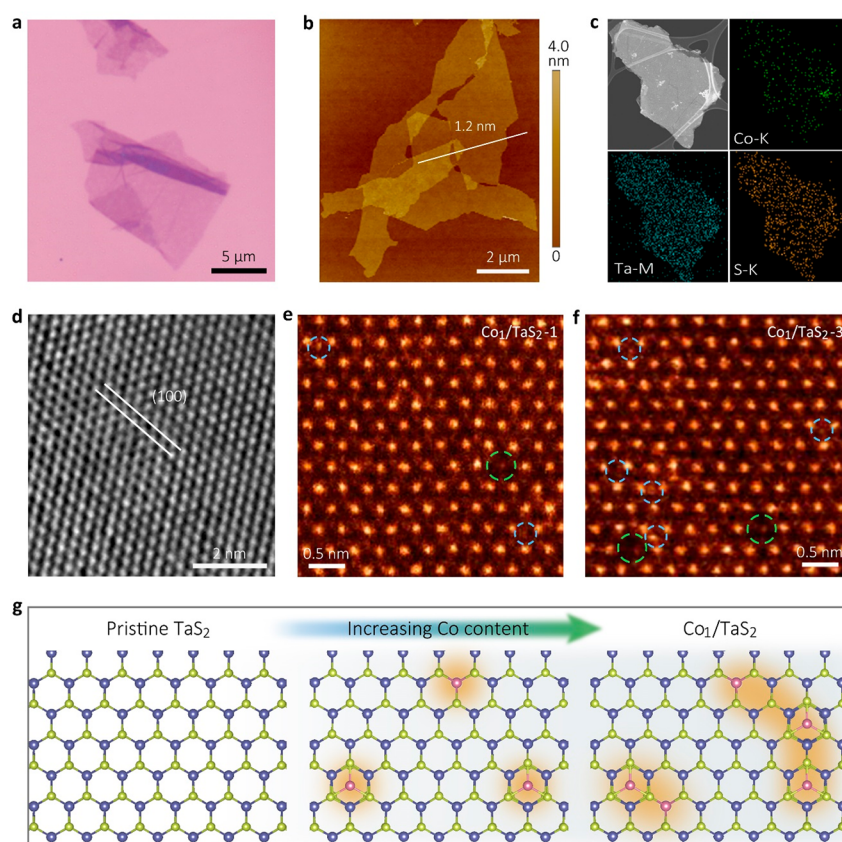 a
5 µm
b
4.0
nm
1.2 nm
2 µm
0
c
Co-K
Ta-M
S-K
d
(100)
2 nm
e
Co₁/TaS₂-1
0.5 nm
f
Co₁/TaS₂-3
0.5 nm
g
Pristine TaS₂
Increasing Co content
Co₁/TaS₂